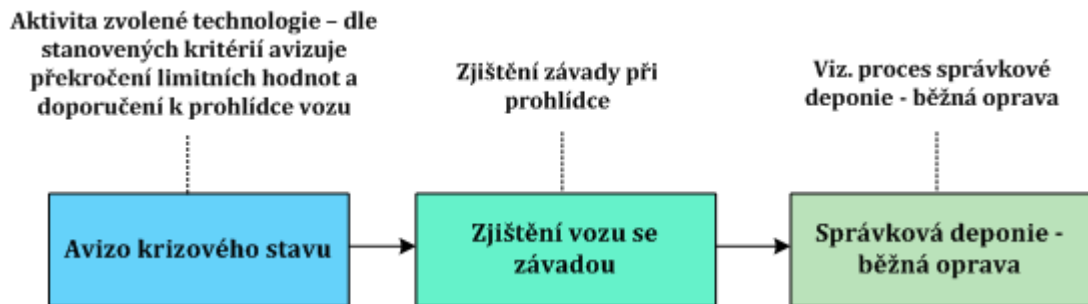 Aktivita zvolené technologie – dle
stanovených kritérií avizuje
překročení limitních hodnot a
doporučení k prohlídce vozu
Zjištění závady při
prohlídce
Viz. proces správkové
deponie - běžná oprava
Avizo krizového stavu
Zjištění vozu se
závadou
Správková deponie -
běžná oprava